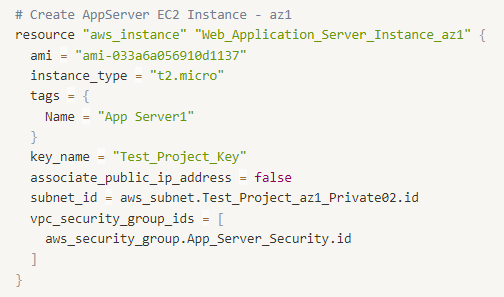 # Create AppServer EC2 Instance - az1
resource "aws_instance" "Web_Application_Server_Instance_az1" {
  ami = "ami-033a6a056910d1137"
  instance_type = "t2.micro"
  tags = {
    Name = "App Server1"
  }
  key_name = "Test_Project_Key"
  associate_public_ip_address = false
  subnet_id = aws_subnet.Test_Project_az1_Private02.id
  vpc_security_group_ids = [
    aws_security_group.App_Server_Security.id
  ]
}